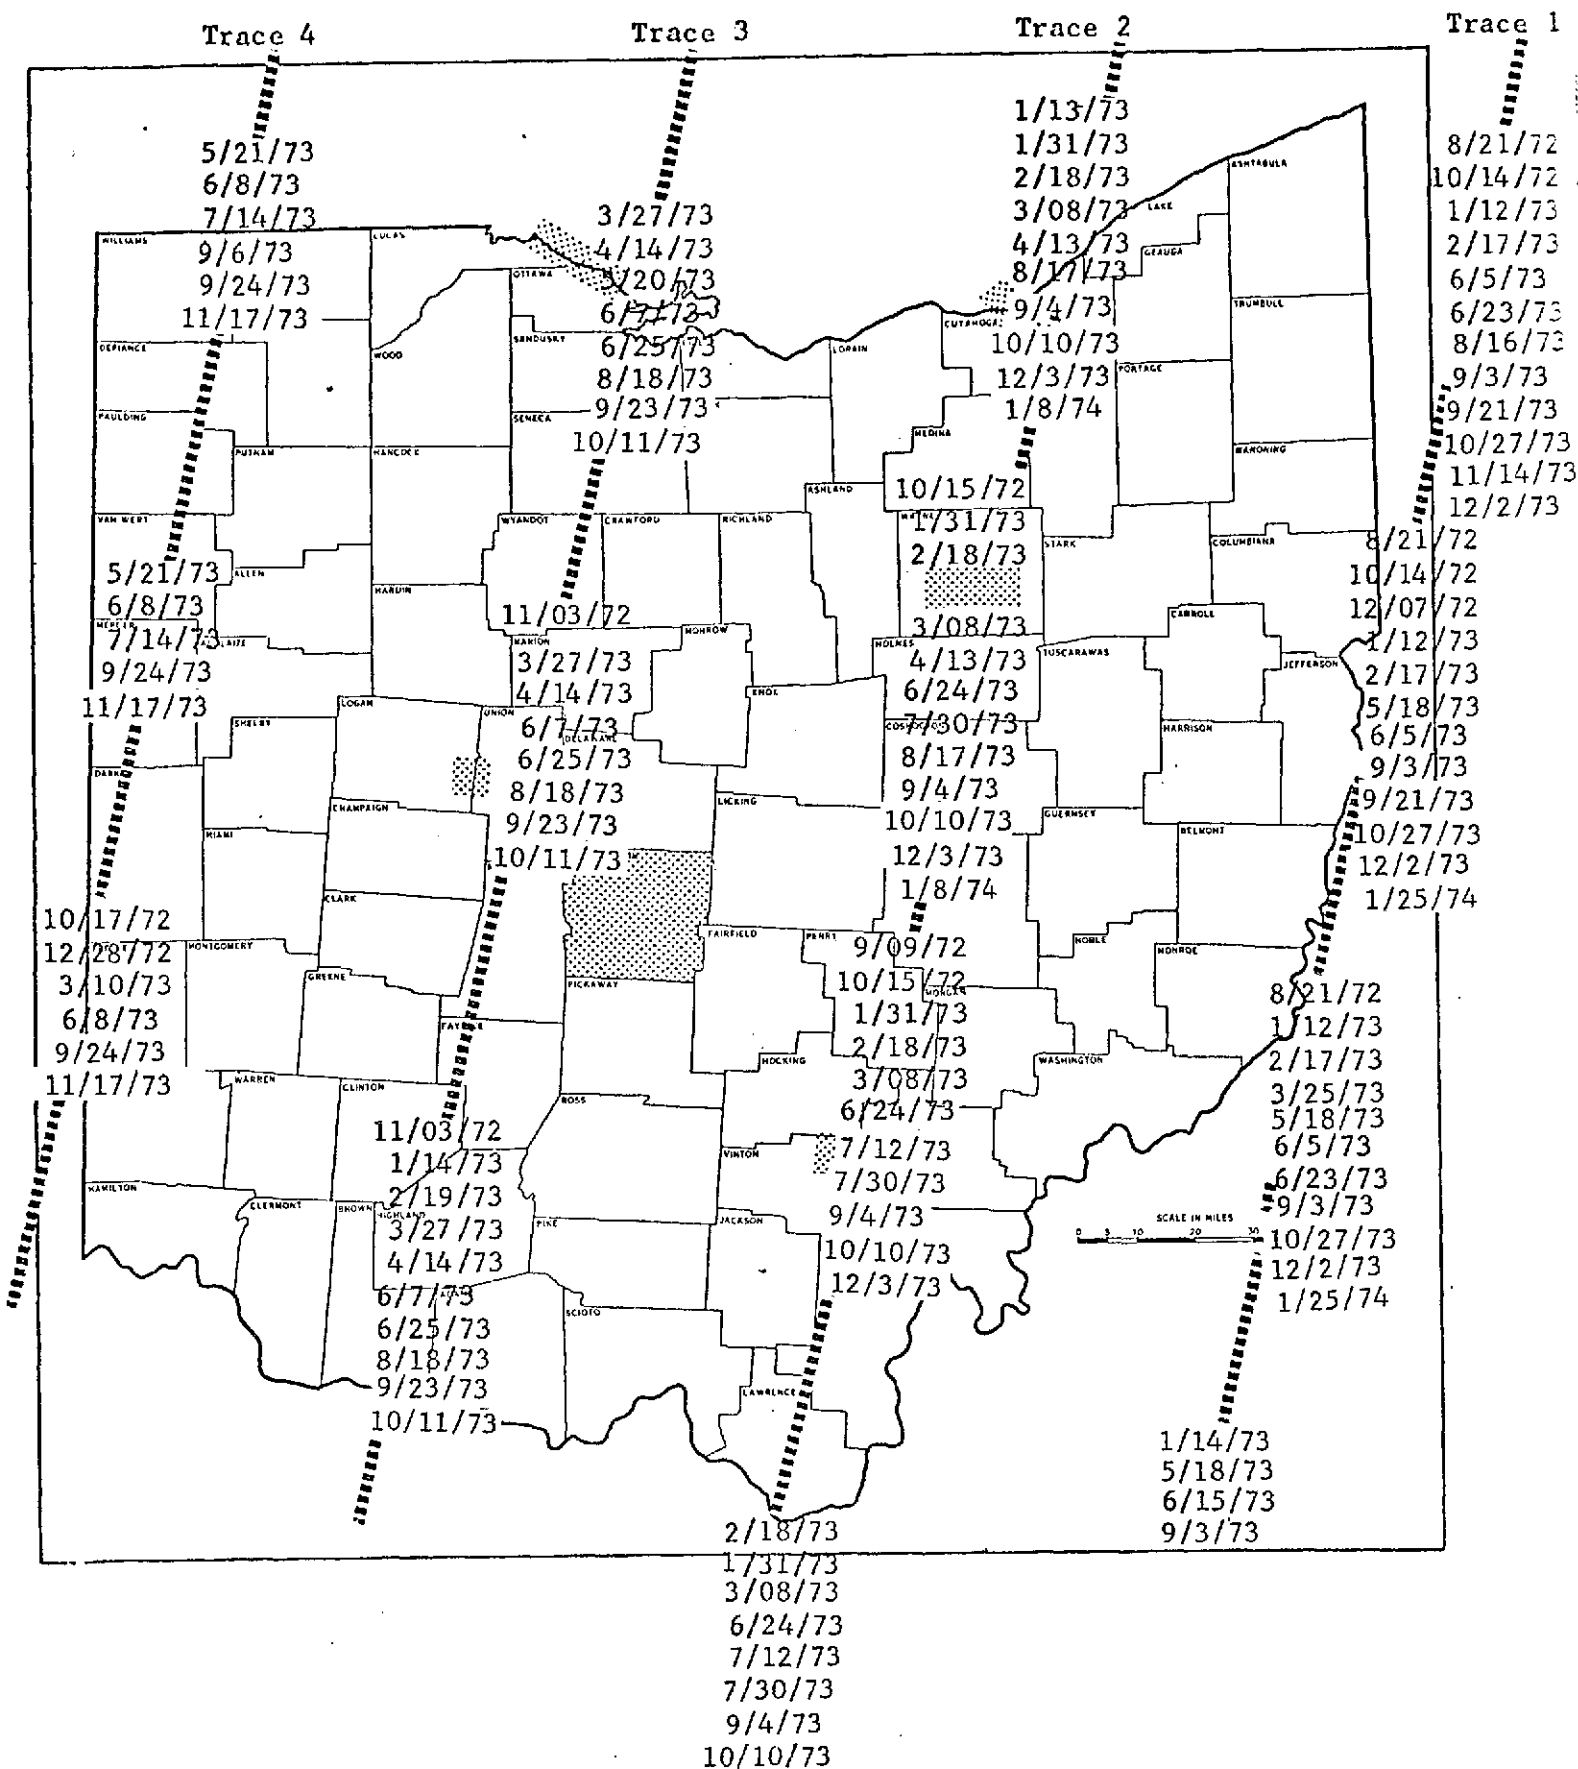 Trace 4
Trace 3
Trace 2
Trace 1
5/21/73
6/8/73
7/14/73
9/6/73
9/24/73
11/17/73
3/27/73
4/14/73
5/20/73
6/7/73
6/25/73
8/18/73
9/23/73
10/11/73
1/13/73
1/31/73
2/18/73
3/08/73
4/13/73
8/17/73
9/4/73
10/10/73
12/3/73
1/8/74
8/21/72
10/14/72
1/12/73
2/17/73
6/5/73
6/23/73
8/16/73
9/3/73
9/21/73
10/27/73
11/14/73
12/2/73
5/21/73
6/8/73
7/14/73
9/24/73
11/17/73
11/03/72
3/27/73
4/14/73
6/7/73
6/25/73
8/18/73
9/23/73
10/11/73
10/15/72
1/31/73
2/18/73
3/08/73
4/13/73
6/24/73
7/30/73
8/17/73
9/4/73
10/10/73
12/3/73
1/8/74
8/21/72
10/14/72
12/07/72
1/12/73
2/17/73
5/18/73
6/5/73
9/3/73
9/21/73
10/27/73
12/2/73
1/25/74
10/17/72
12/28/72
3/10/73
6/8/73
9/24/73
11/17/73
11/03/72
1/14/73
2/19/73
3/27/73
4/14/73
6/7/73
6/25/73
8/18/73
9/23/73
10/11/73
9/09/72
10/15/72
1/31/73
2/18/73
3/08/73
6/24/73
7/12/73
7/30/73
9/4/73
10/10/73
12/3/73
8/21/72
1/12/73
2/17/73
3/25/73
5/18/73
6/5/73
6/23/73
9/3/73
10/27/73
12/2/73
1/25/74
1/14/73
5/18/73
6/15/73
9/3/73
2/18/73
1/31/73
3/08/73
6/24/73
7/12/73
7/30/73
9/4/73
10/10/73
WILLIAMS
LUCAS
OTTAWA
ASHTABULA
LAKE
GEAUGA
TRUMBULL
CUYAHOGA
DEFIANCE
WOOD
SANDUSKY
LORAIN
PORTAGE
PAULDING
SENECA
MEDINA
MAHONING
PUTNAM
HANCOCK
ASHLAND
VAN WERT
WYANDOT
CRAWFORD
RICHLAND
STARK
COLUMBIANA
ALLEN
HARDIN
CARROLL
MERCER
MARION
MORROW
HOLMES
TUSCARAWAS
JEFFERSON
LOGAN
SHELBY
UNION
DELAWARE
KNOX
HARRISON
CHAMPAIGN
LICKING
GUERNSEY
BELMONT
MIAMI
CLARK
MONTGOMERY
GREENE
FAIRFIELD
PERRY
NOBLE
MONROE
PICKAWAY
MORGAN
WASHINGTON
HOCKING
WARREN
CLINTON
ROSS
VINTON
HAMILTON
CLERMONT
BROWN
HIGHLAND
PIKE
JACKSON
SCIOTO
LAWRENCE
SCALE IN MILES
0 5 10 20 30